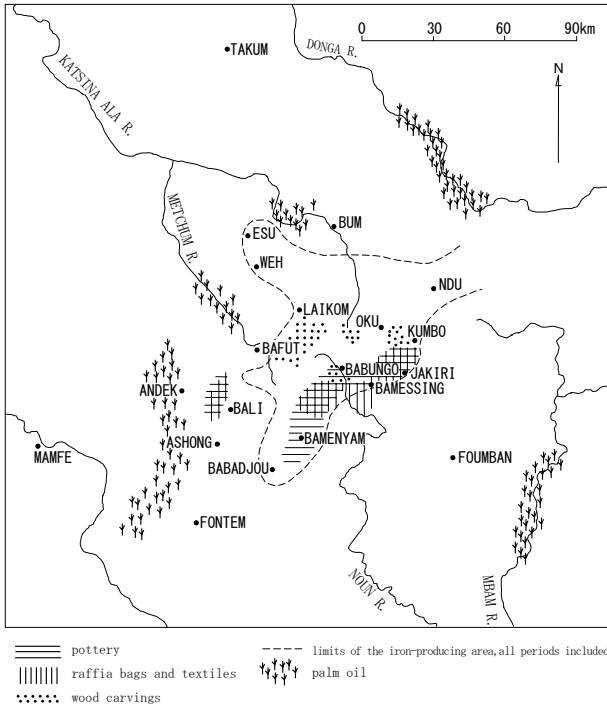 0 30 60 90km
DONGA R.
TAKUM
N
KATSINA ALA R.
METCHUM R.
BUM
ESU
WEH
NDU
LAIKOM
OKU
KUMBO
BAFUT
BABUNGO
JAKIRI
BAMESSING
ANDEK
BALI
ASHONG
BAMENYAM
MAMFE
BABADJOU
FOUMBAN
FONTEM
NOUN R.
MBAM R.
pottery
limits of the iron-producing area,all periods included
raffia bags and textiles
palm oil
wood carvings